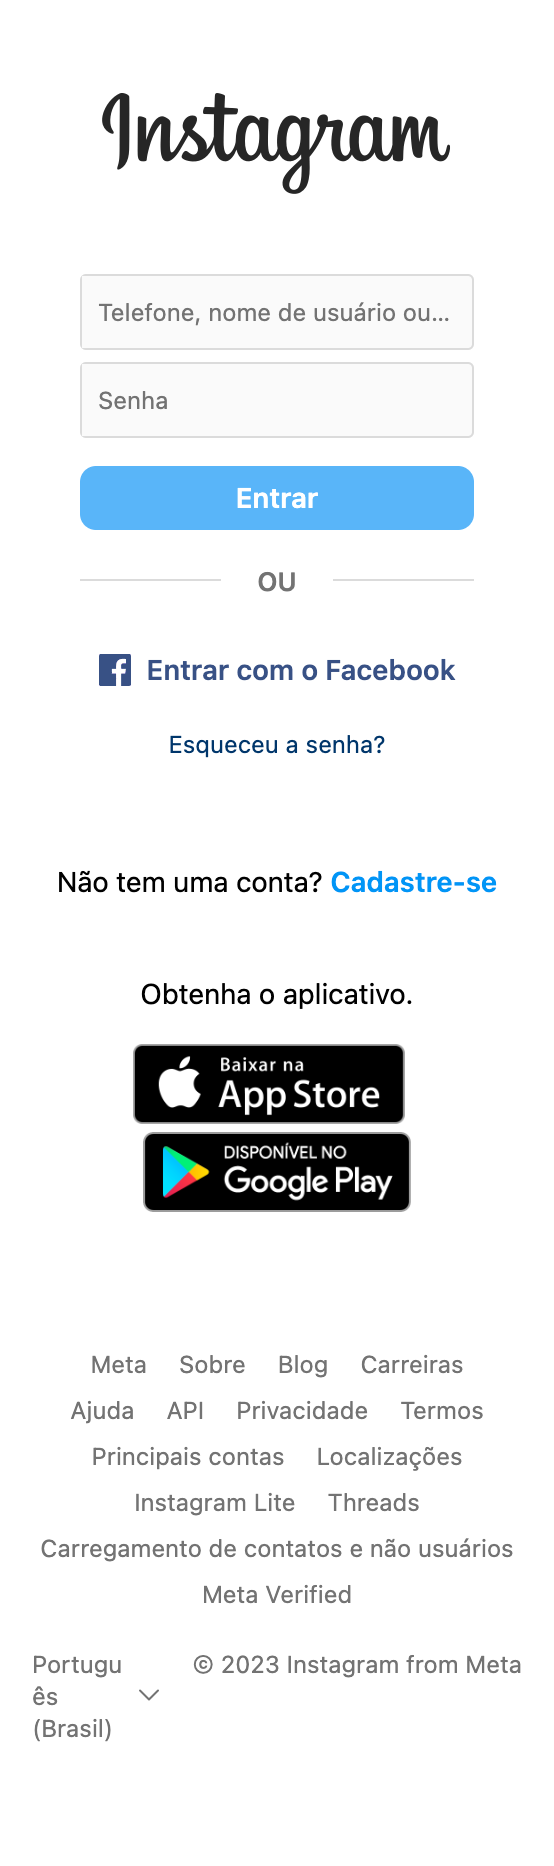 Instagram
Telefone, nome de usuário ou...
Senha
Entrar
OU
Entrar com o Facebook
Esqueceu a senha?
Não tem uma conta? Cadastre-se
Obtenha o aplicativo.
Baixar na
App Store
DISPONÍVEL NO
Google Play
Meta Sobre Blog Carreiras
Ajuda API Privacidade Termos
Principais contas Localizações
Instagram Lite Threads
Carregamento de contatos e não usuários
Meta Verified
Portugu
ês
(Brasil)
© 2023 Instagram from Meta